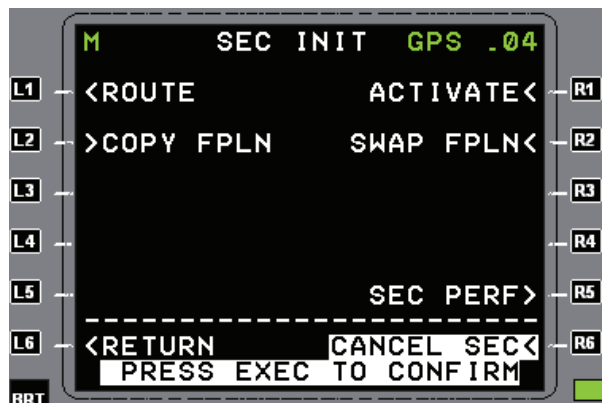 M SEC INIT GPS .04
L1 <ROUTE ACTIVATE< R1
L2 >COPY FPLN SWAP FPLN< R2
L3 R3
L4 R4
L5 SEC PERF> R5
L6 <RETURN CANCEL SEC< R6
PRESS EXEC TO CONFIRM
BRT